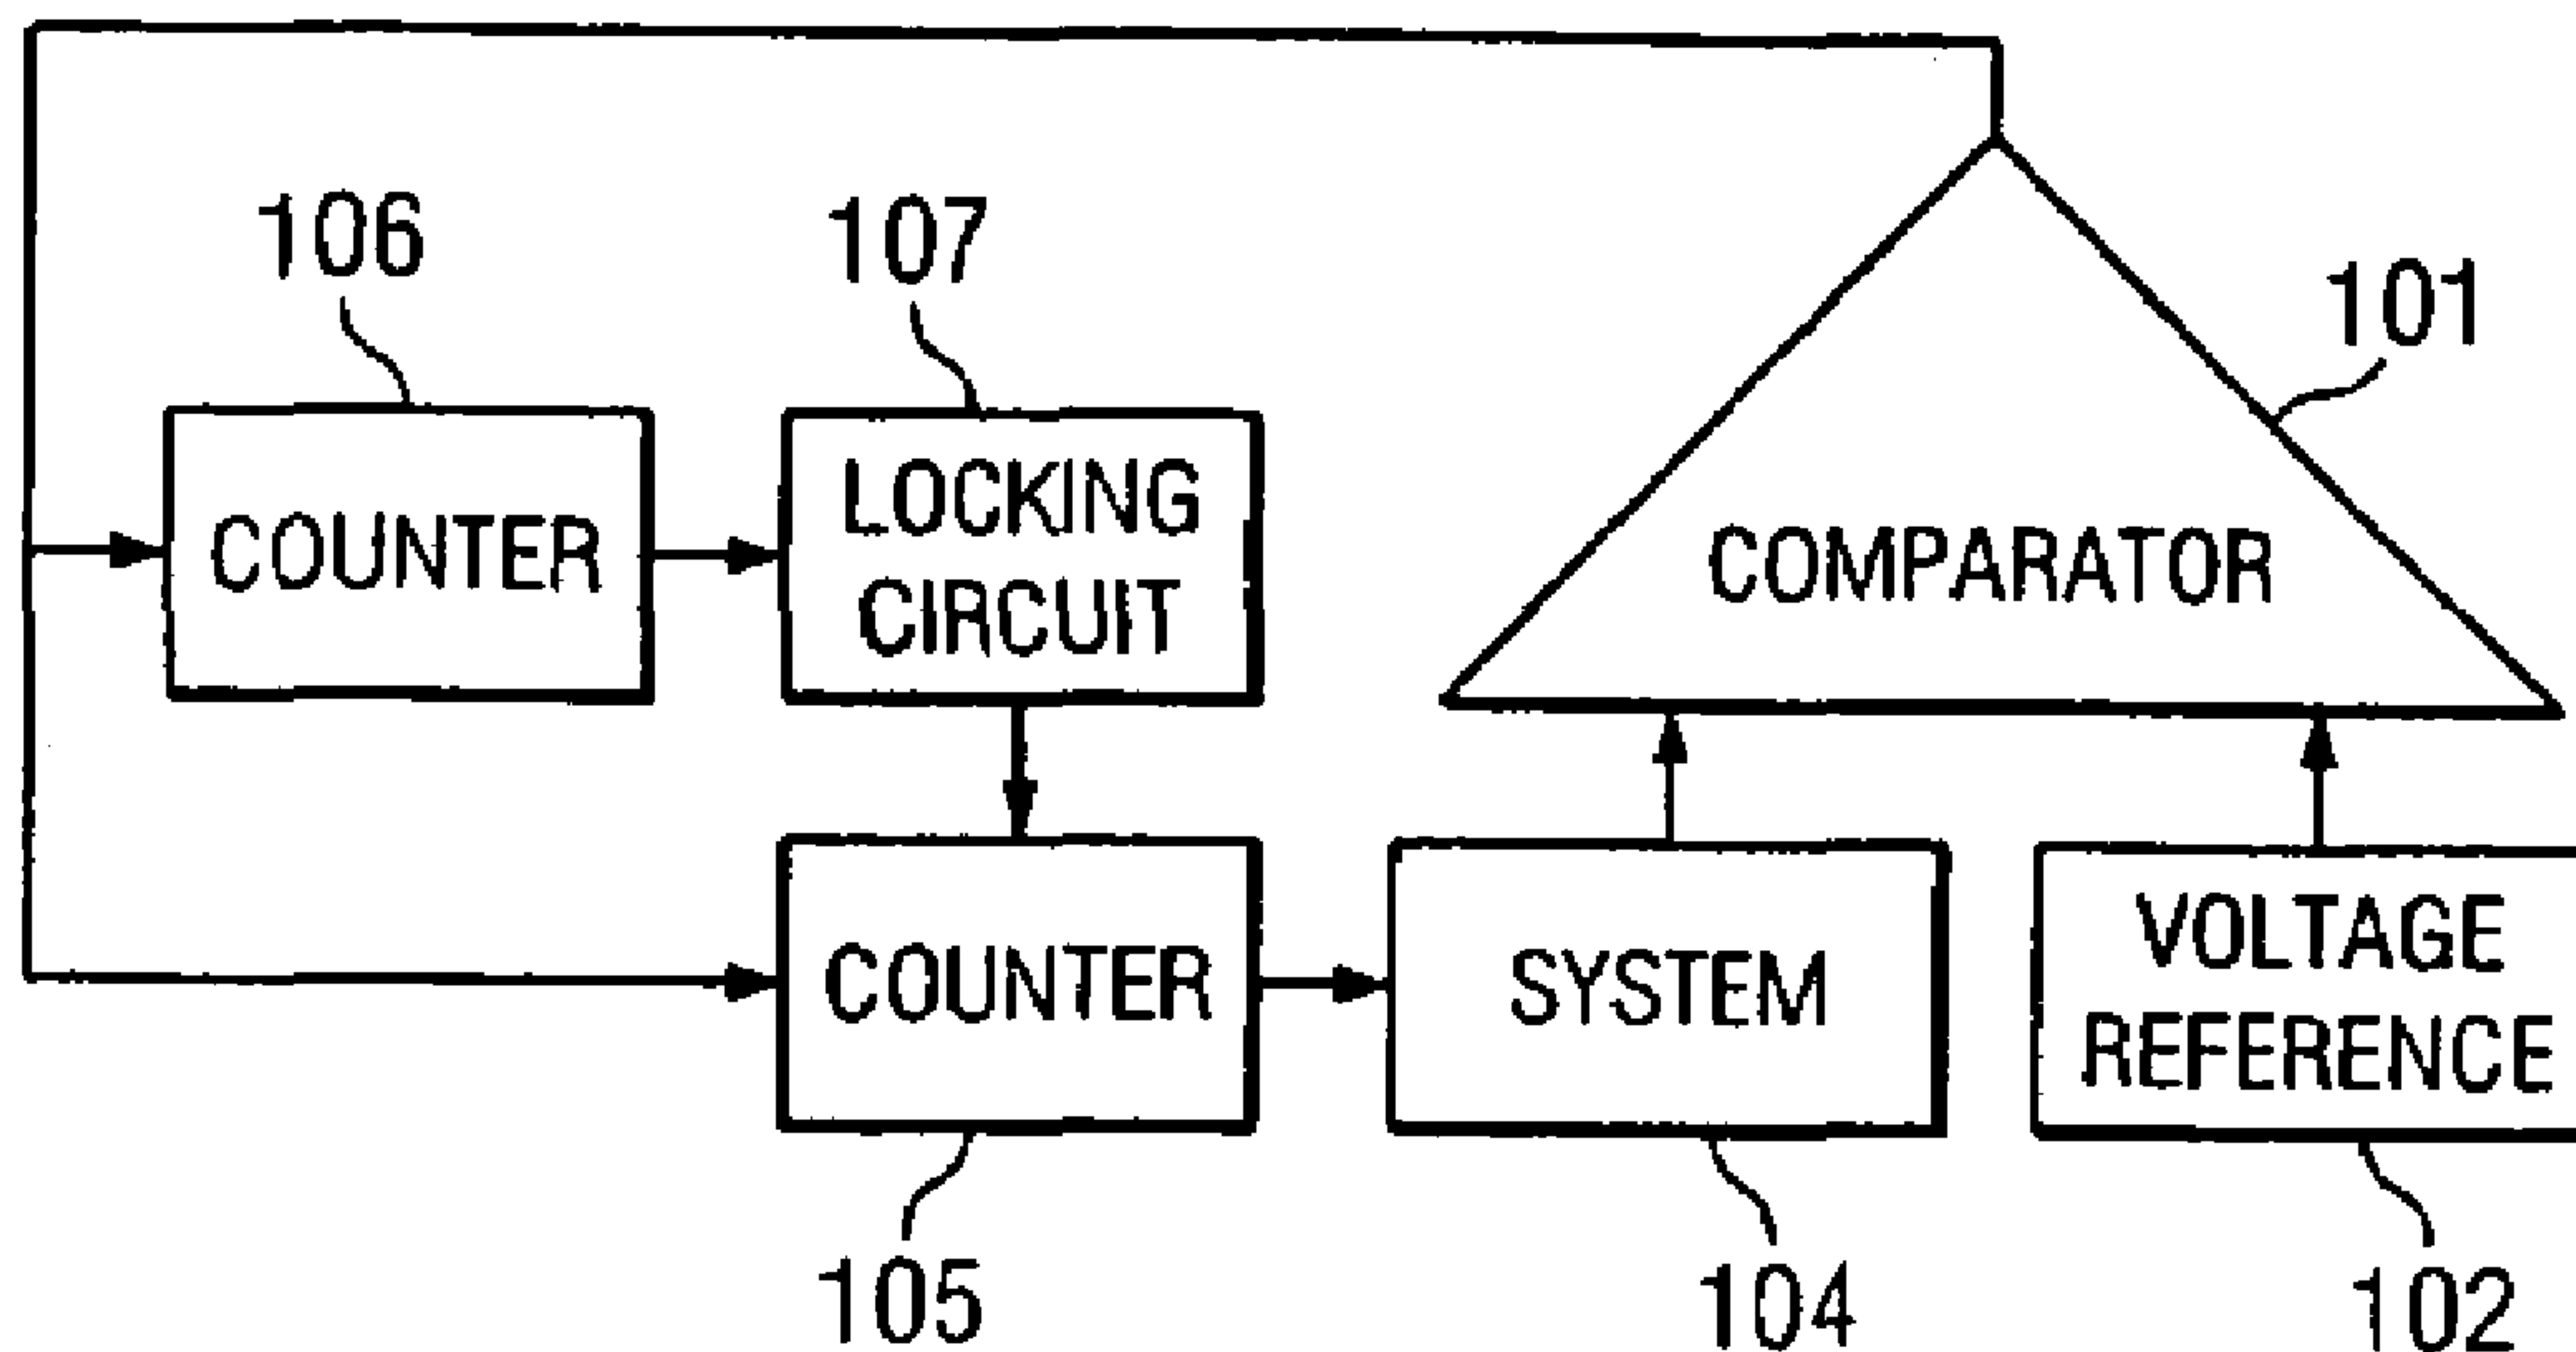 106
107
101
COUNTER
LOCKING
CIRCUIT
COMPARATOR
COUNTER
SYSTEM
VOLTAGE
REFERENCE
105
104
102